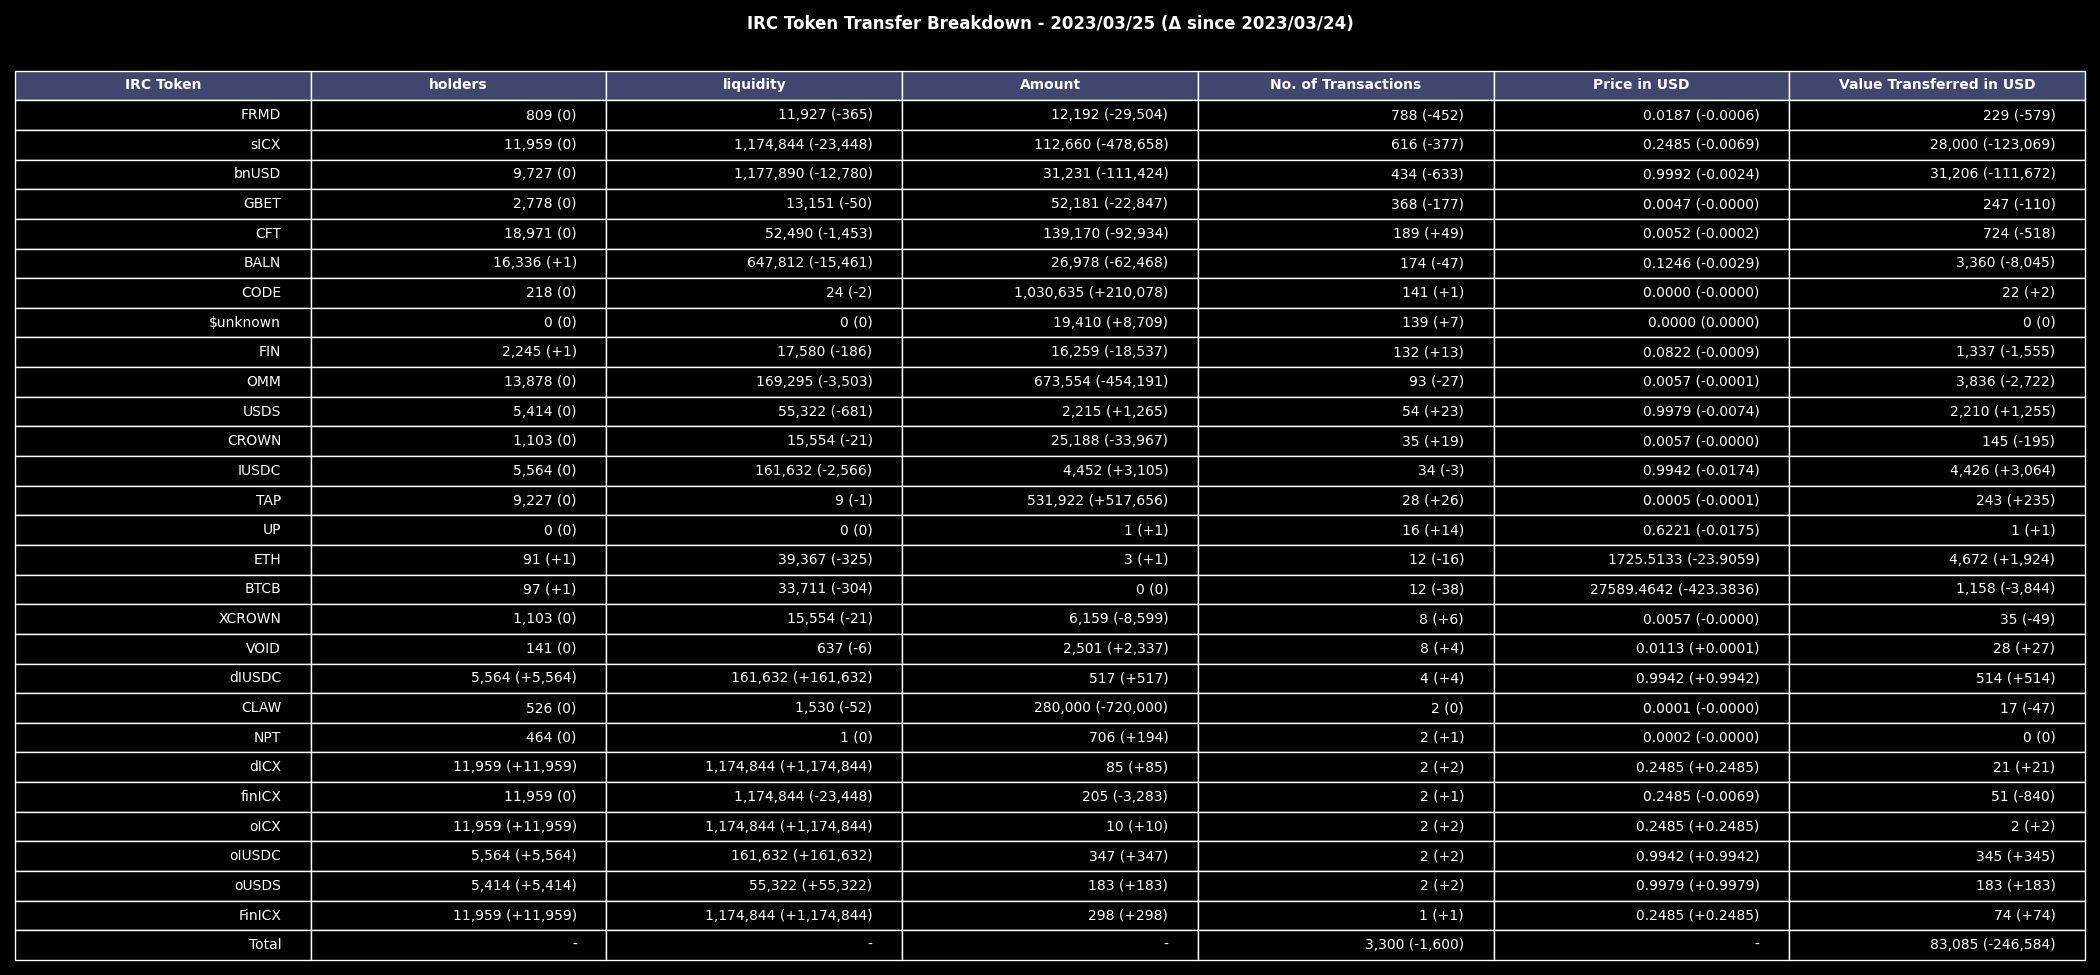 IRC Token Transfer Breakdown - 2023/03/25 (Δ since 2023/03/24)
IRC Token holders liquidity Amount No. of Transactions Price in USD Value Transferred in USD
FRMD 809 (0) 11,927 (-365) 12,192 (-29,504) 788 (-452) 0.0187 (-0.0006) 229 (-579)
sICX 11,959 (0) 1,174,844 (-23,448) 112,660 (-478,658) 616 (-377) 0.2485 (-0.0069) 28,000 (-123,069)
bnUSD 9,727 (0) 1,177,890 (-12,780) 31,231 (-111,424) 434 (-633) 0.9992 (-0.0024) 31,206 (-111,672)
GBET 2,778 (0) 13,151 (-50) 52,181 (-22,847) 368 (-177) 0.0047 (-0.0000) 247 (-110)
CFT 18,971 (0) 52,490 (-1,453) 139,170 (-92,934) 189 (+49) 0.0052 (-0.0002) 724 (-518)
BALN 16,336 (+1) 647,812 (-15,461) 26,978 (-62,468) 174 (-47) 0.1246 (-0.0029) 3,360 (-8,045)
CODE 218 (0) 24 (-2) 1,030,635 (+210,078) 141 (+1) 0.0000 (-0.0000) 22 (+2)
$unknown 0 (0) 0 (0) 19,410 (+8,709) 139 (+7) 0.0000 (0.0000) 0 (0)
FIN 2,245 (+1) 17,580 (-186) 16,259 (-18,537) 132 (+13) 0.0822 (-0.0009) 1,337 (-1,555)
OMM 13,878 (0) 169,295 (-3,503) 673,554 (-454,191) 93 (-27) 0.0057 (-0.0001) 3,836 (-2,722)
USDS 5,414 (0) 55,322 (-681) 2,215 (+1,265) 54 (+23) 0.9979 (-0.0074) 2,210 (+1,255)
CROWN 1,103 (0) 15,554 (-21) 25,188 (-33,967) 35 (+19) 0.0057 (-0.0000) 145 (-195)
IUSDC 5,564 (0) 161,632 (-2,566) 4,452 (+3,105) 34 (-3) 0.9942 (-0.0174) 4,426 (+3,064)
TAP 9,227 (0) 9 (-1) 531,922 (+517,656) 28 (+26) 0.0005 (-0.0001) 243 (+235)
UP 0 (0) 0 (0) 1 (+1) 16 (+14) 0.6221 (-0.0175) 1 (+1)
ETH 91 (+1) 39,367 (-325) 3 (+1) 12 (-16) 1725.5133 (-23.9059) 4,672 (+1,924)
BTCB 97 (+1) 33,711 (-304) 0 (0) 12 (-38) 27589.4642 (-423.3836) 1,158 (-3,844)
XCROWN 1,103 (0) 15,554 (-21) 6,159 (-8,599) 8 (+6) 0.0057 (-0.0000) 35 (-49)
VOID 141 (0) 637 (-6) 2,501 (+2,337) 8 (+4) 0.0113 (+0.0001) 28 (+27)
dIUSDC 5,564 (+5,564) 161,632 (+161,632) 517 (+517) 4 (+4) 0.9942 (+0.9942) 514 (+514)
CLAW 526 (0) 1,530 (-52) 280,000 (-720,000) 2 (0) 0.0001 (-0.0000) 17 (-47)
NPT 464 (0) 1 (0) 706 (+194) 2 (+1) 0.0002 (-0.0000) 0 (0)
dICX 11,959 (+11,959) 1,174,844 (+1,174,844) 85 (+85) 2 (+2) 0.2485 (+0.2485) 21 (+21)
finICX 11,959 (0) 1,174,844 (-23,448) 205 (-3,283) 2 (+1) 0.2485 (-0.0069) 51 (-840)
oICX 11,959 (+11,959) 1,174,844 (+1,174,844) 10 (+10) 2 (+2) 0.2485 (+0.2485) 2 (+2)
oIUSDC 5,564 (+5,564) 161,632 (+161,632) 347 (+347) 2 (+2) 0.9942 (+0.9942) 345 (+345)
oUSDS 5,414 (+5,414) 55,322 (+55,322) 183 (+183) 2 (+2) 0.9979 (+0.9979) 183 (+183)
FinICX 11,959 (+11,959) 1,174,844 (+1,174,844) 298 (+298) 1 (+1) 0.2485 (+0.2485) 74 (+74)
Total - - - 3,300 (-1,600) - 83,085 (-246,584)